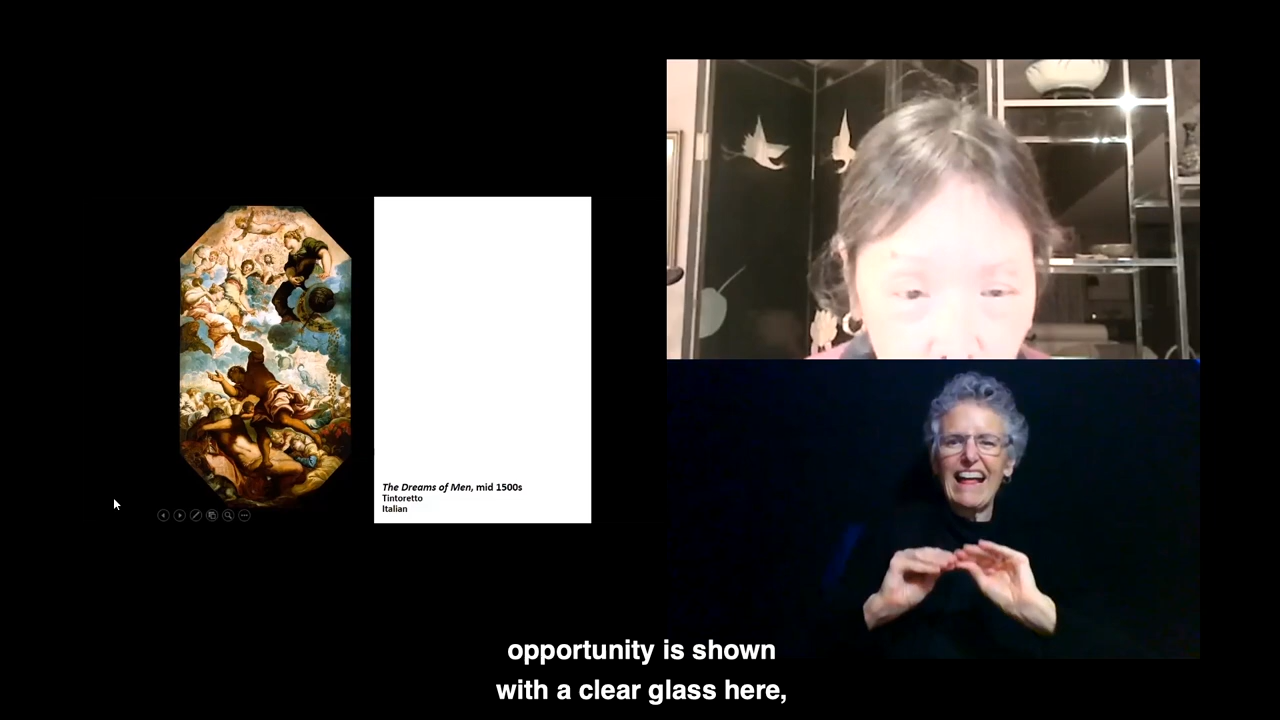 The Dreams of Men, mid 1500s
Tintoretto
Italian
opportunity is shown
with a clear glass here,